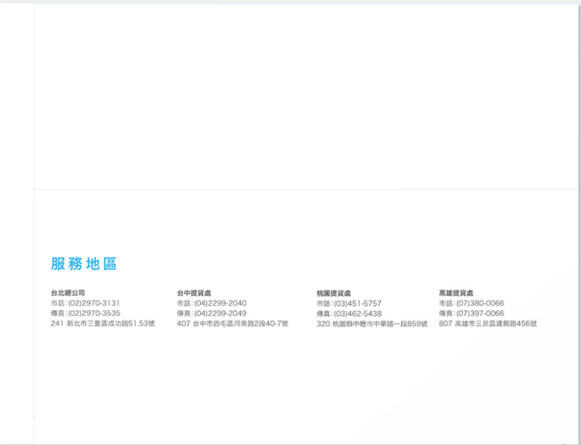 服務地區
台北總公司
市話：(02)2970-3131
傳真：(02)2970-3535
241 新北市三重區成功路51.53號
台中提貨處
市話：(04)2299-2040
傳真：(04)2299-2049
407 台中市西屯區河南路2段40-7號
桃園提貨處
市話：(03)451-5757
傳真：(03)462-5438
320 桃園縣中壢市中華路一段859號
高雄提貨處
市話：(07)380-0066
傳真：(07)397-0066
807 高雄市三民區建興路456號